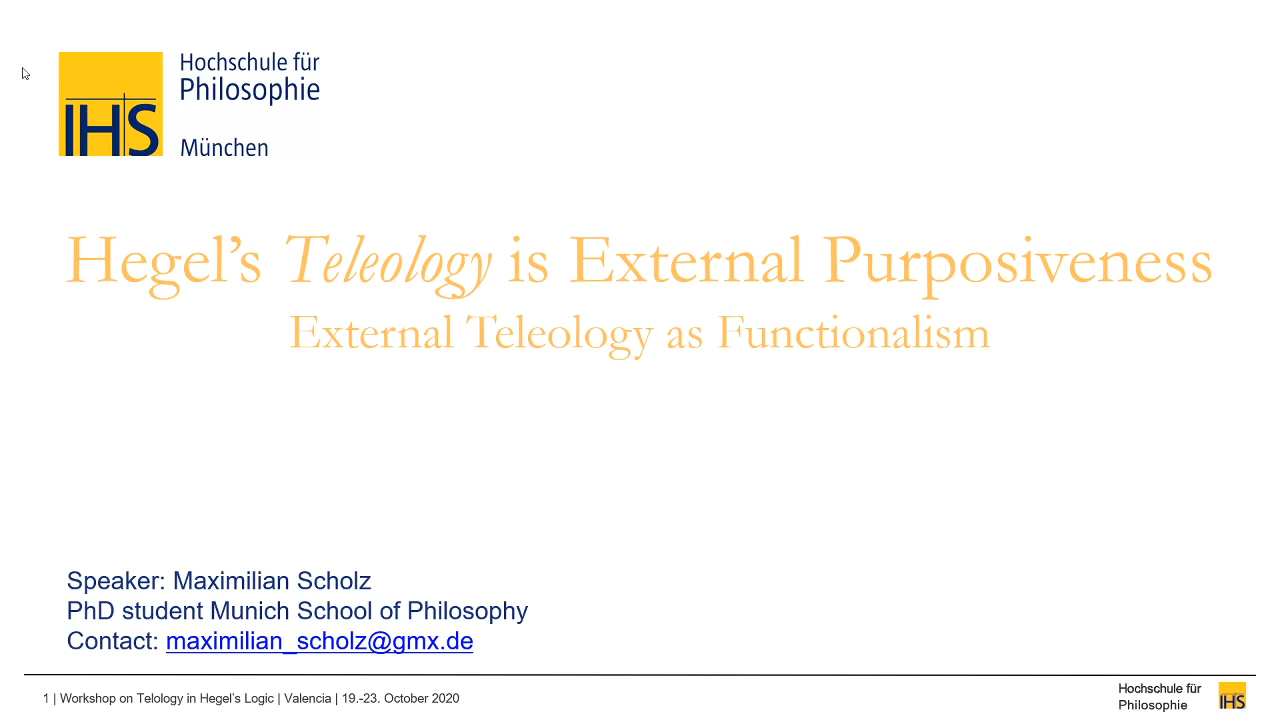 Hochschule für
Philosophie
München
IHS
Hegel's Teleology is External Purposiveness
External Teleology as Functionalism
Speaker: Maximilian Scholz
PhD student Munich School of Philosophy
Contact: maximilian_scholz@gmx.de
1 | Workshop on Telology in Hegel's Logic | Valencia | 19.-23. October 2020
Hochschule für
Philosophie
IHS